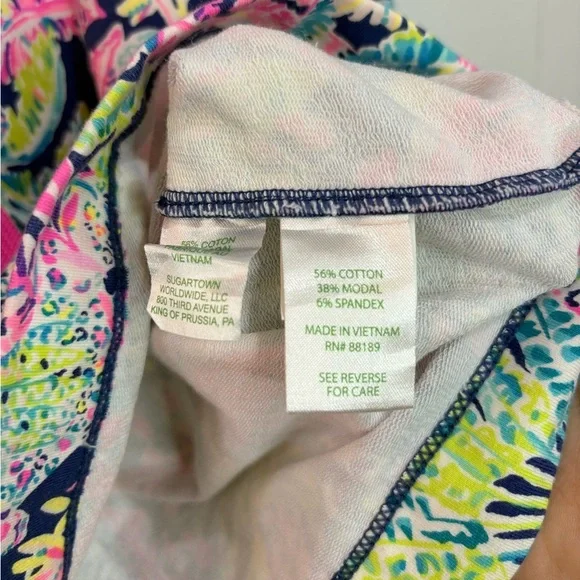 56% COTON
VIETNAM
SUGARTOWN
WORLDWIDE, LLC
800 THIRD AVENUE
KING OF PRUSSIA, PA
56% COTTON
38% MODAL
6% SPANDEX
MADE IN VIETNAM
RN# 88189
SEE REVERSE
FOR CARE